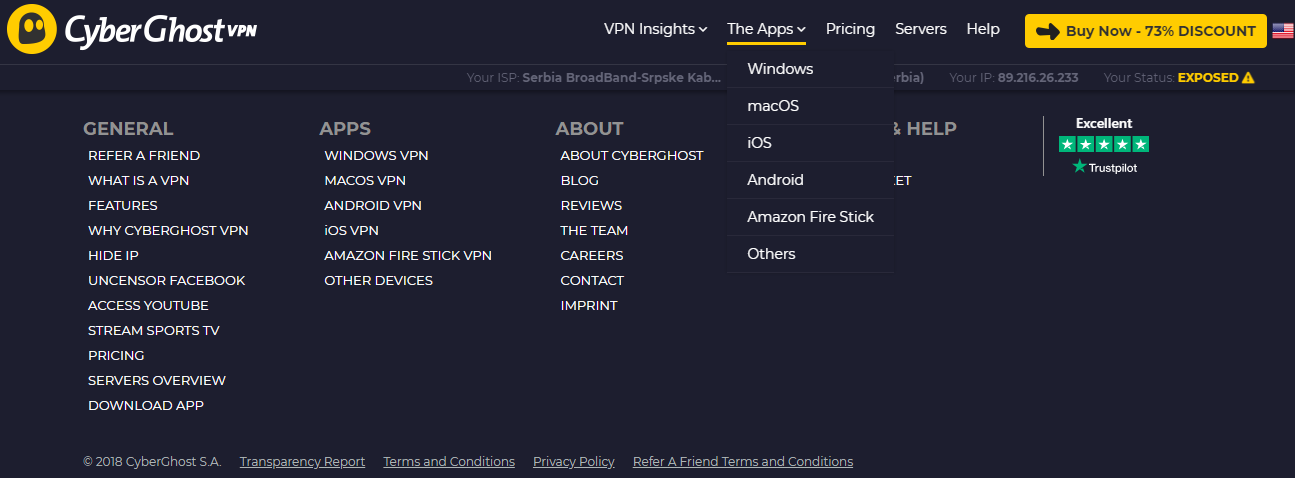 CyberGhost VPN
VPN Insights The Apps Pricing Servers Help Buy Now - 73% DISCOUNT
Your ISP: Serbia BroadBand-Srpske Kab... Your IP: 89.216.26.233 Your Status: EXPOSED
Windows
macOS
iOS
Android
Amazon Fire Stick
Others
GENERAL
REFER A FRIEND
WHAT IS A VPN
FEATURES
WHY CYBERGHOST VPN
HIDE IP
UNCENSOR FACEBOOK
ACCESS YOUTUBE
STREAM SPORTS TV
PRICING
SERVERS OVERVIEW
DOWNLOAD APP
APPS
WINDOWS VPN
MACOS VPN
ANDROID VPN
iOS VPN
AMAZON FIRE STICK VPN
OTHER DEVICES
ABOUT
ABOUT CYBERGHOST
BLOG
REVIEWS
THE TEAM
CAREERS
CONTACT
IMPRINT
& HELP
Excellent
Trustpilot
© 2018 CyberGhost S.A. Transparency Report Terms and Conditions Privacy Policy Refer A Friend Terms and Conditions